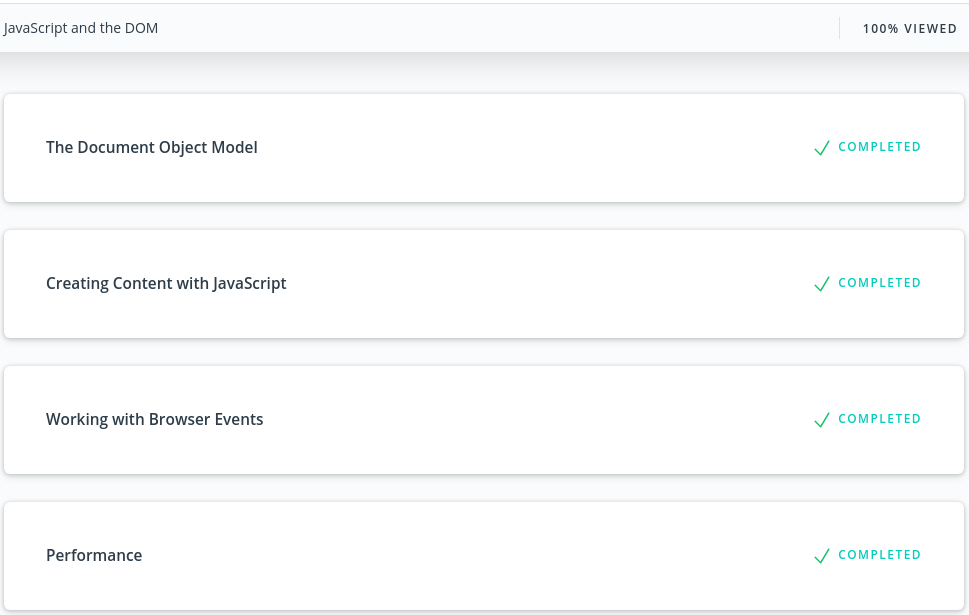 JavaScript and the DOM
100% VIEWED
The Document Object Model
COMPLETED
Creating Content with JavaScript
COMPLETED
Working with Browser Events
COMPLETED
Performance
COMPLETED